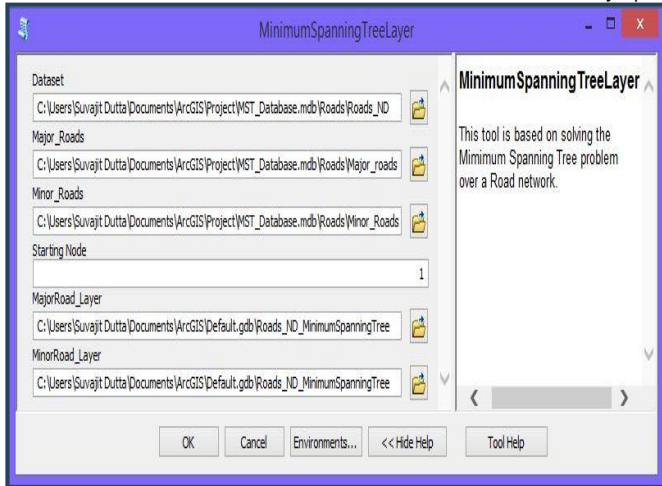 MinimumSpanningTreeLayer
Dataset
C:\Users\Suvajit Dutta\Documents\ArcGIS\Project\MST_Database.mdb\Roads\Roads_ND
Major_Roads
C:\Users\Suvajit Dutta\Documents\ArcGIS\Project\MST_Database.mdb\Roads\Major_roads
Minor_Roads
C:\Users\Suvajit Dutta\Documents\ArcGIS\Project\MST_Database.mdb\Roads\Minor_Roads
Starting Node
1
MajorRoad_Layer
C:\Users\Suvajit Dutta\Documents\ArcGIS\Default.gdb\Roads_ND_MinimumSpanningTree
MinorRoad_Layer
C:\Users\Suvajit Dutta\Documents\ArcGIS\Default.gdb\Roads_ND_MinimumSpanningTree
MinimumSpanningTreeLayer
This tool is based on solving the
Mimimum Spanning Tree problem
over a Road network.
OK
Cancel
Environments...
<< Hide Help
Tool Help